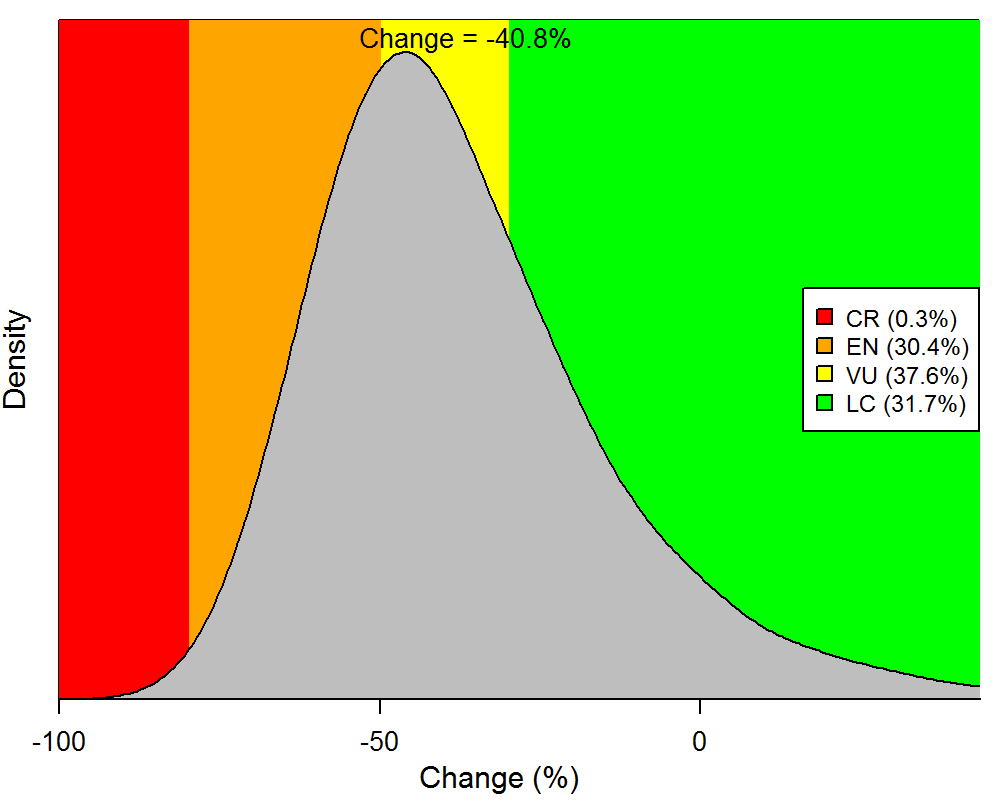 Change = -40.8%
Density
CR (0.3%)
EN (30.4%)
VU (37.6%)
LC (31.7%)
-100
-50
0
Change (%)